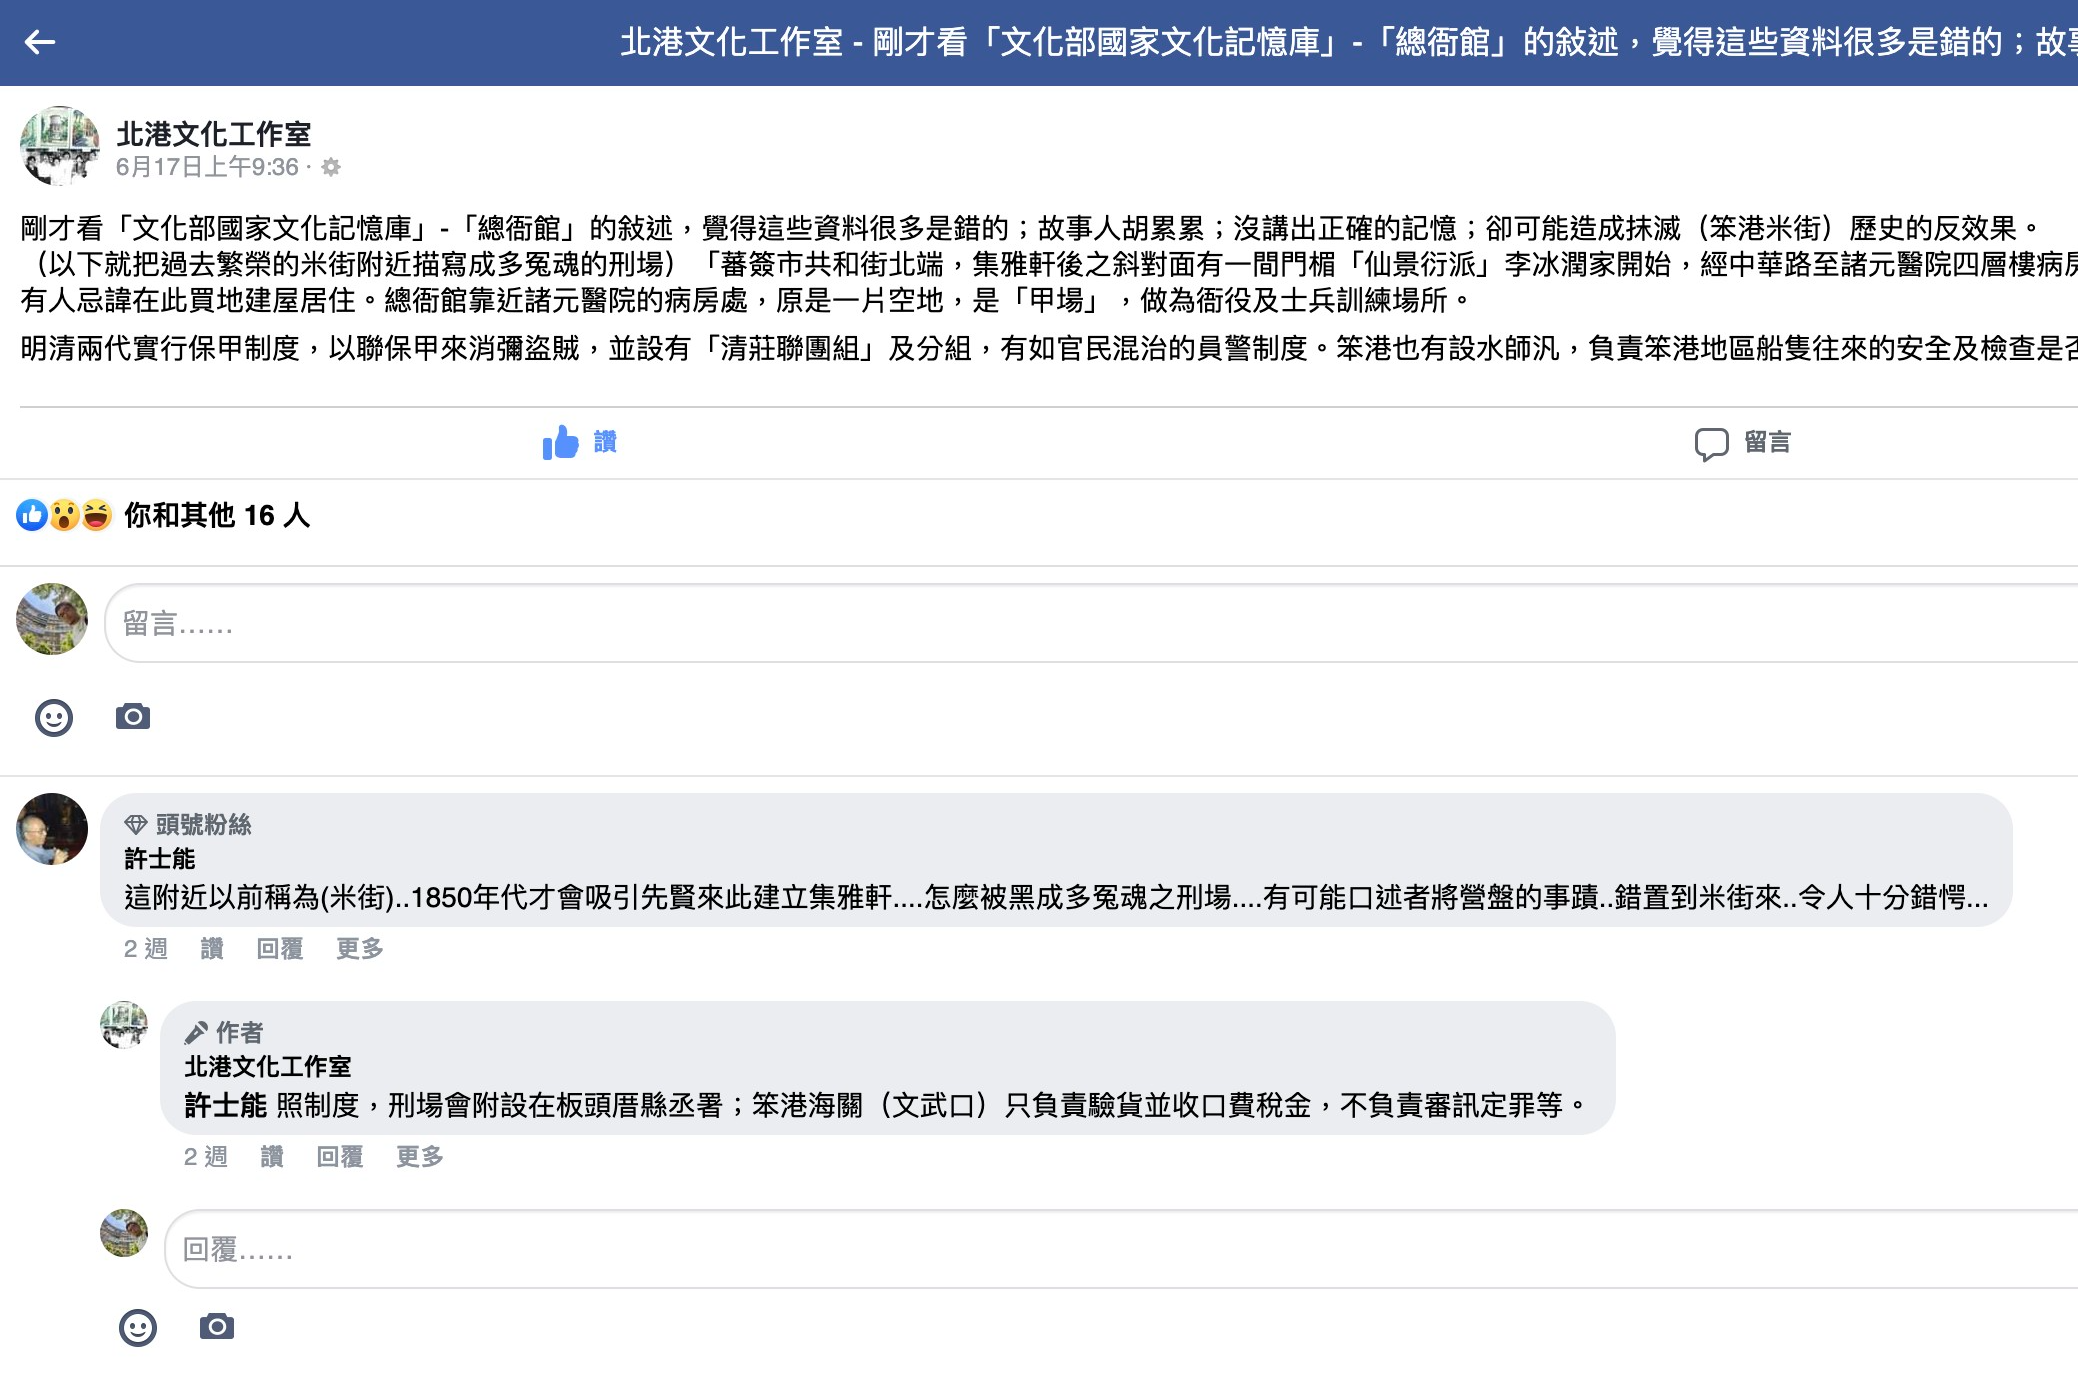 北港文化工作室 - 剛才看「文化部國家文化記憶庫」-「總衙館」的敍述，覺得這些資料很多是錯的；故事
北港文化工作室
6月17日上午9:36 ·
剛才看「文化部國家文化記憶庫」-「總衙館」的敍述，覺得這些資料很多是錯的；故事人胡累累；沒講出正確的記憶；卻可能造成抹滅（笨港米街）歷史的反效果。
（以下就把過去繁榮的米街附近描寫成多冤魂的刑場）「蕃簽市共和街北端，集雅軒後之斜對面有一間門楣「仙景衍派」李冰潤家開始，經中華路至諸元醫院四層樓病房
有人忌諱在此買地建屋居住。總衙館靠近諸元醫院的病房處，原是一片空地，是「甲場」，做為衙役及士兵訓練場所。
明清兩代實行保甲制度，以聯保甲來消彌盜賊，並設有「清莊聯團組」及分組，有如官民混治的員警制度。笨港也有設水師汛，負責笨港地區船隻往來的安全及檢查是否
讚
留言
你和其他 16 人
留言......
頭號粉絲
許士能
這附近以前稱為(米街)..1850年代才會吸引先賢來此建立集雅軒....怎麼被黑成多冤魂之刑場....有可能口述者將營盤的事蹟..錯置到米街來..令人十分錯愕...
2 週 讚 回覆 更多
作者
北港文化工作室
許士能 照制度，刑場會附設在板頭厝縣丞署；笨港海關（文武口）只負責驗貨並收口費稅金，不負責審訊定罪等。
2 週 讚 回覆 更多
回覆......